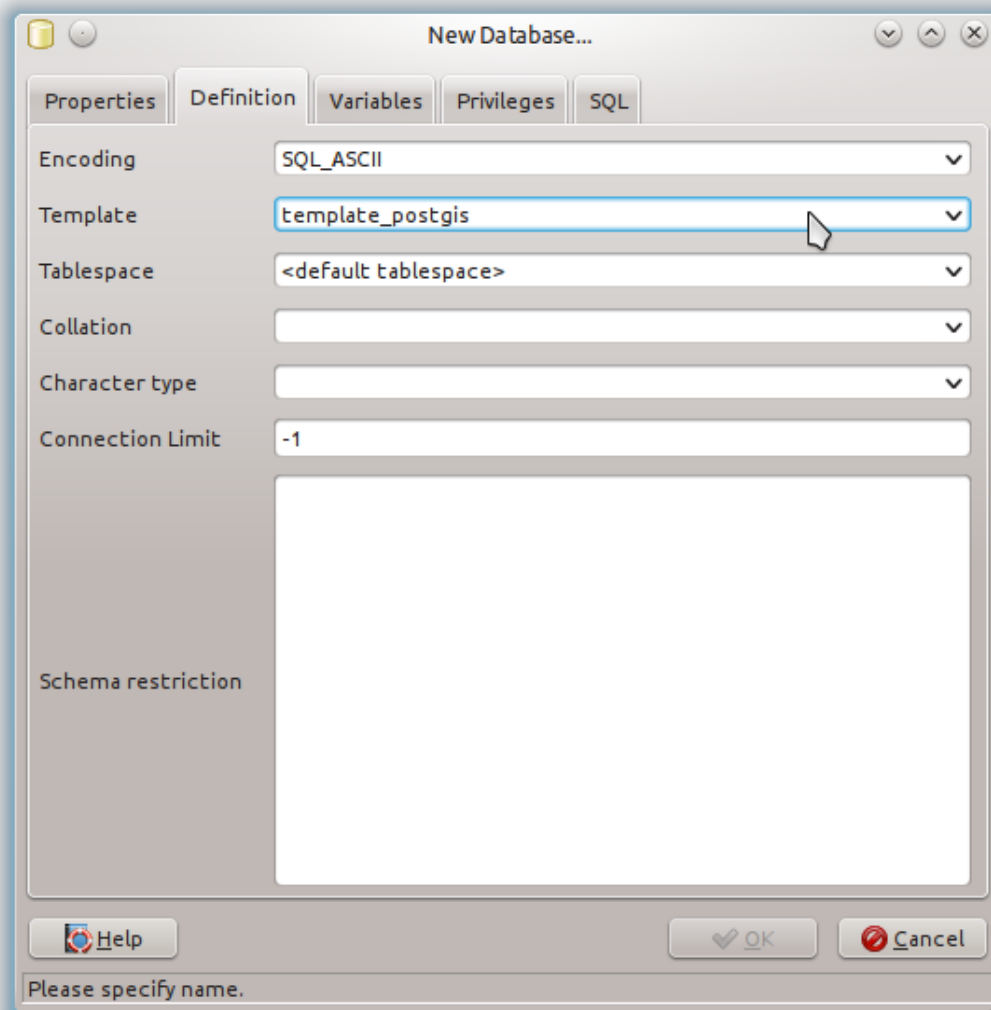 New Database...
Properties Definition Variables Privileges SQL
Encoding SQL_ASCII
Template template_postgis
Tablespace <default tablespace>
Collation
Character type
Connection Limit -1
Schema restriction
Help OK Cancel
Please specify name.